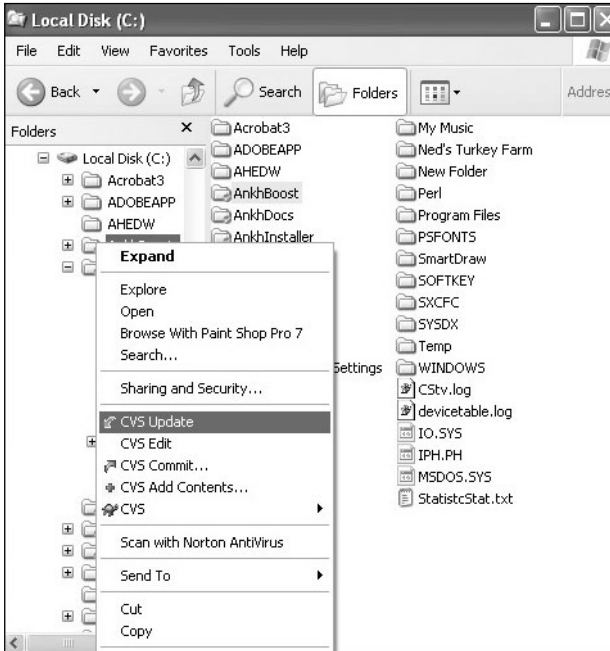 Local Disk (C:)
File Edit View Favorites Tools Help
Back Search Folders Addres
Folders
Local Disk (C:)
Acrobat3
ADOBEAPP
AHEDW
Expand
Explore
Open
Browse With Paint Shop Pro 7
Search...
Sharing and Security...
CVS Update
CVS Edit
CVS Commit...
CVS Add Contents...
CVS
Scan with Norton AntiVirus
Send To
Cut
Copy
Acrobat3
ADOBEAPP
AHEDW
AnkhBoost
AnkhDocs
AnkhInstaller
Settings
My Music
Ned's Turkey Farm
New Folder
Perl
Program Files
PSFONTS
SmartDraw
SOFTKEY
SXCFC
SYSDX
Temp
WINDOWS
CStv.log
devicetable.log
IO.SYS
IPH.PH
MSDOS.SYS
StatistcStat.txt